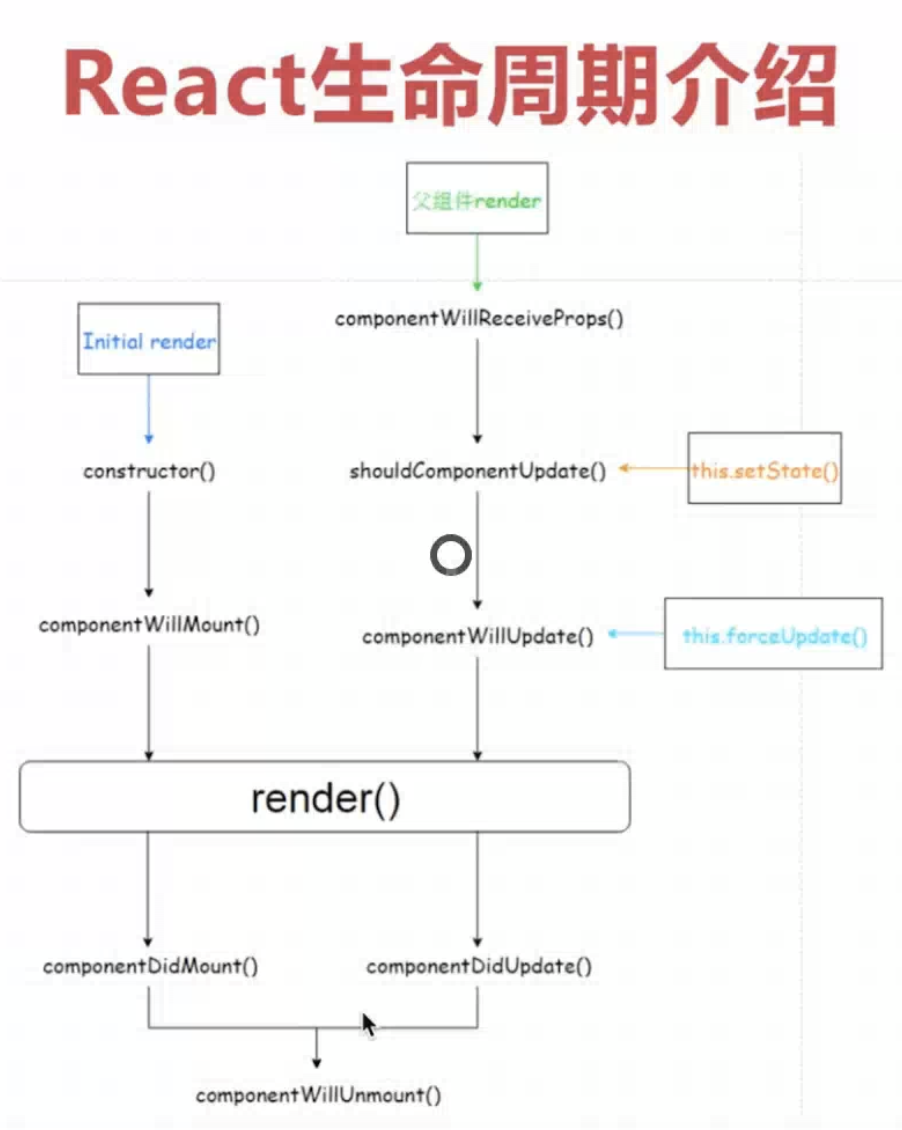 React生命周期介绍
父组件render
componentWillReceiveProps()
Initial render
constructor()
shouldComponentUpdate()
this.setState()
componentWillMount()
componentWillUpdate()
this.forceUpdate()
render()
componentDidMount()
componentDidUpdate()
componentWillUnmount()